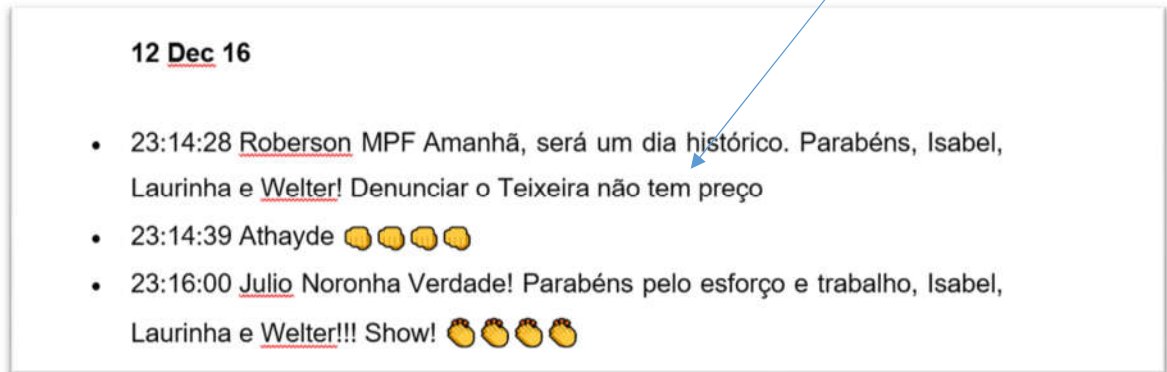 12 Dec 16
• 23:14:28 Roberson MPF Amanhã, será um dia histórico. Parabéns, Isabel,
Laurinha e Welter! Denunciar o Teixeira não tem preço
• 23:14:39 Athayde 👊👊👊👊
• 23:16:00 Julio Noronha Verdade! Parabéns pelo esforço e trabalho, Isabel,
Laurinha e Welter!!! Show! 👏👏👏👏